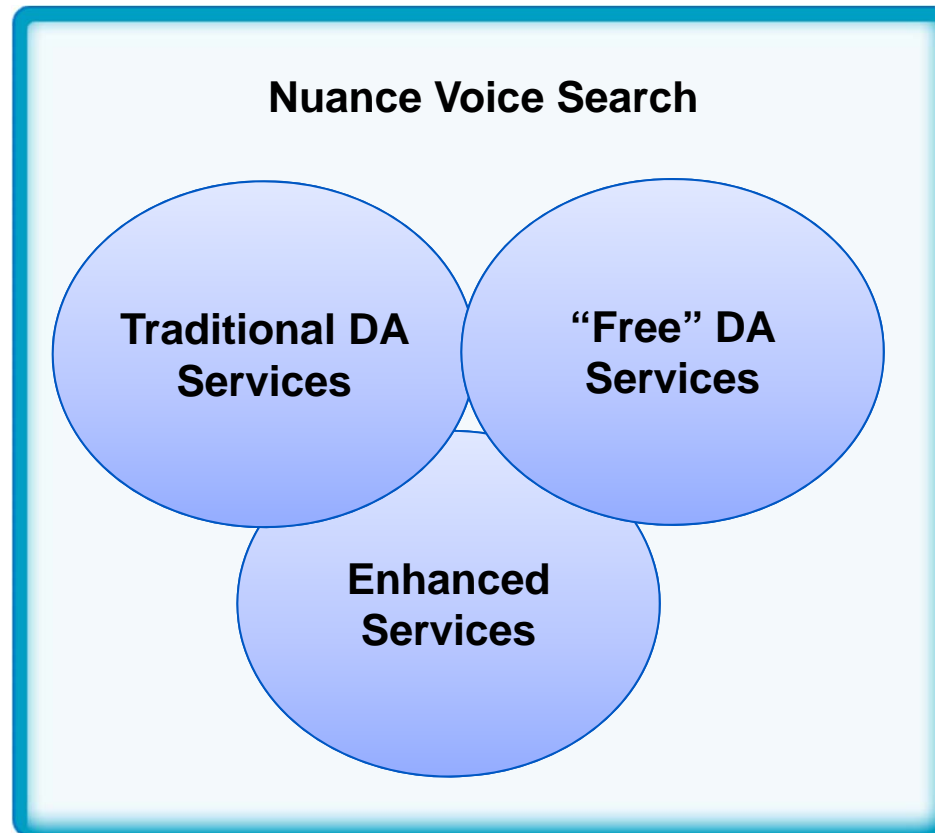 Nuance Voice Search
Traditional DA
Services
“Free” DA
Services
Enhanced
Services